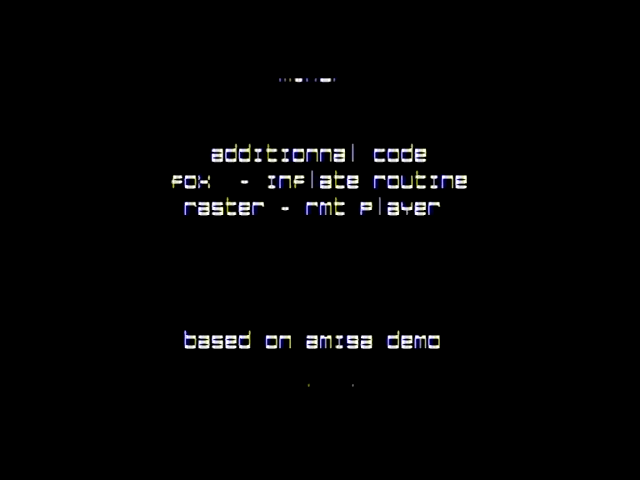 additionnal code
fox - inflate routine
raster - rmt player
based on amiga demo